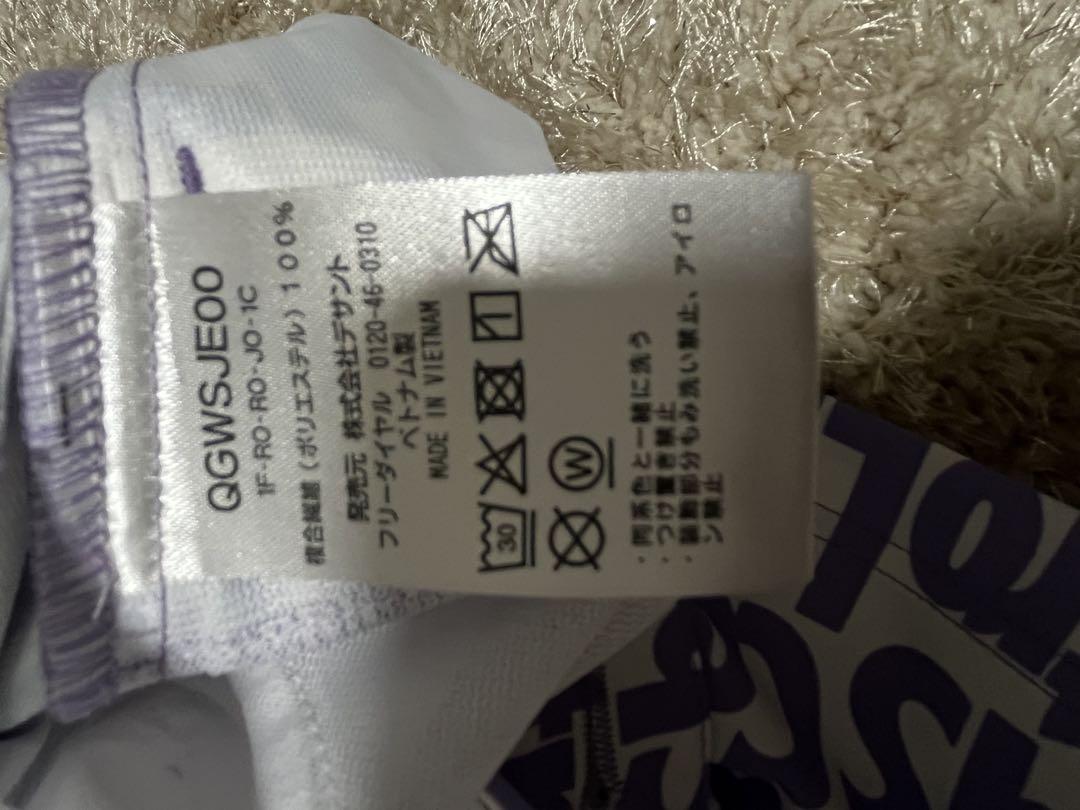 QGWSJE00
1F-RO-RO-JO-1C
複合繊維(ポリエステル)100%
発売元 株式会社デサント
フリーダイヤル 0120-46-0310
ベトナム製
MADE IN VIETNAM
30
W
・同系色と一緒に洗う
・つけ置き禁止
・装飾部分もみ洗い禁止、アイロ
ン禁止